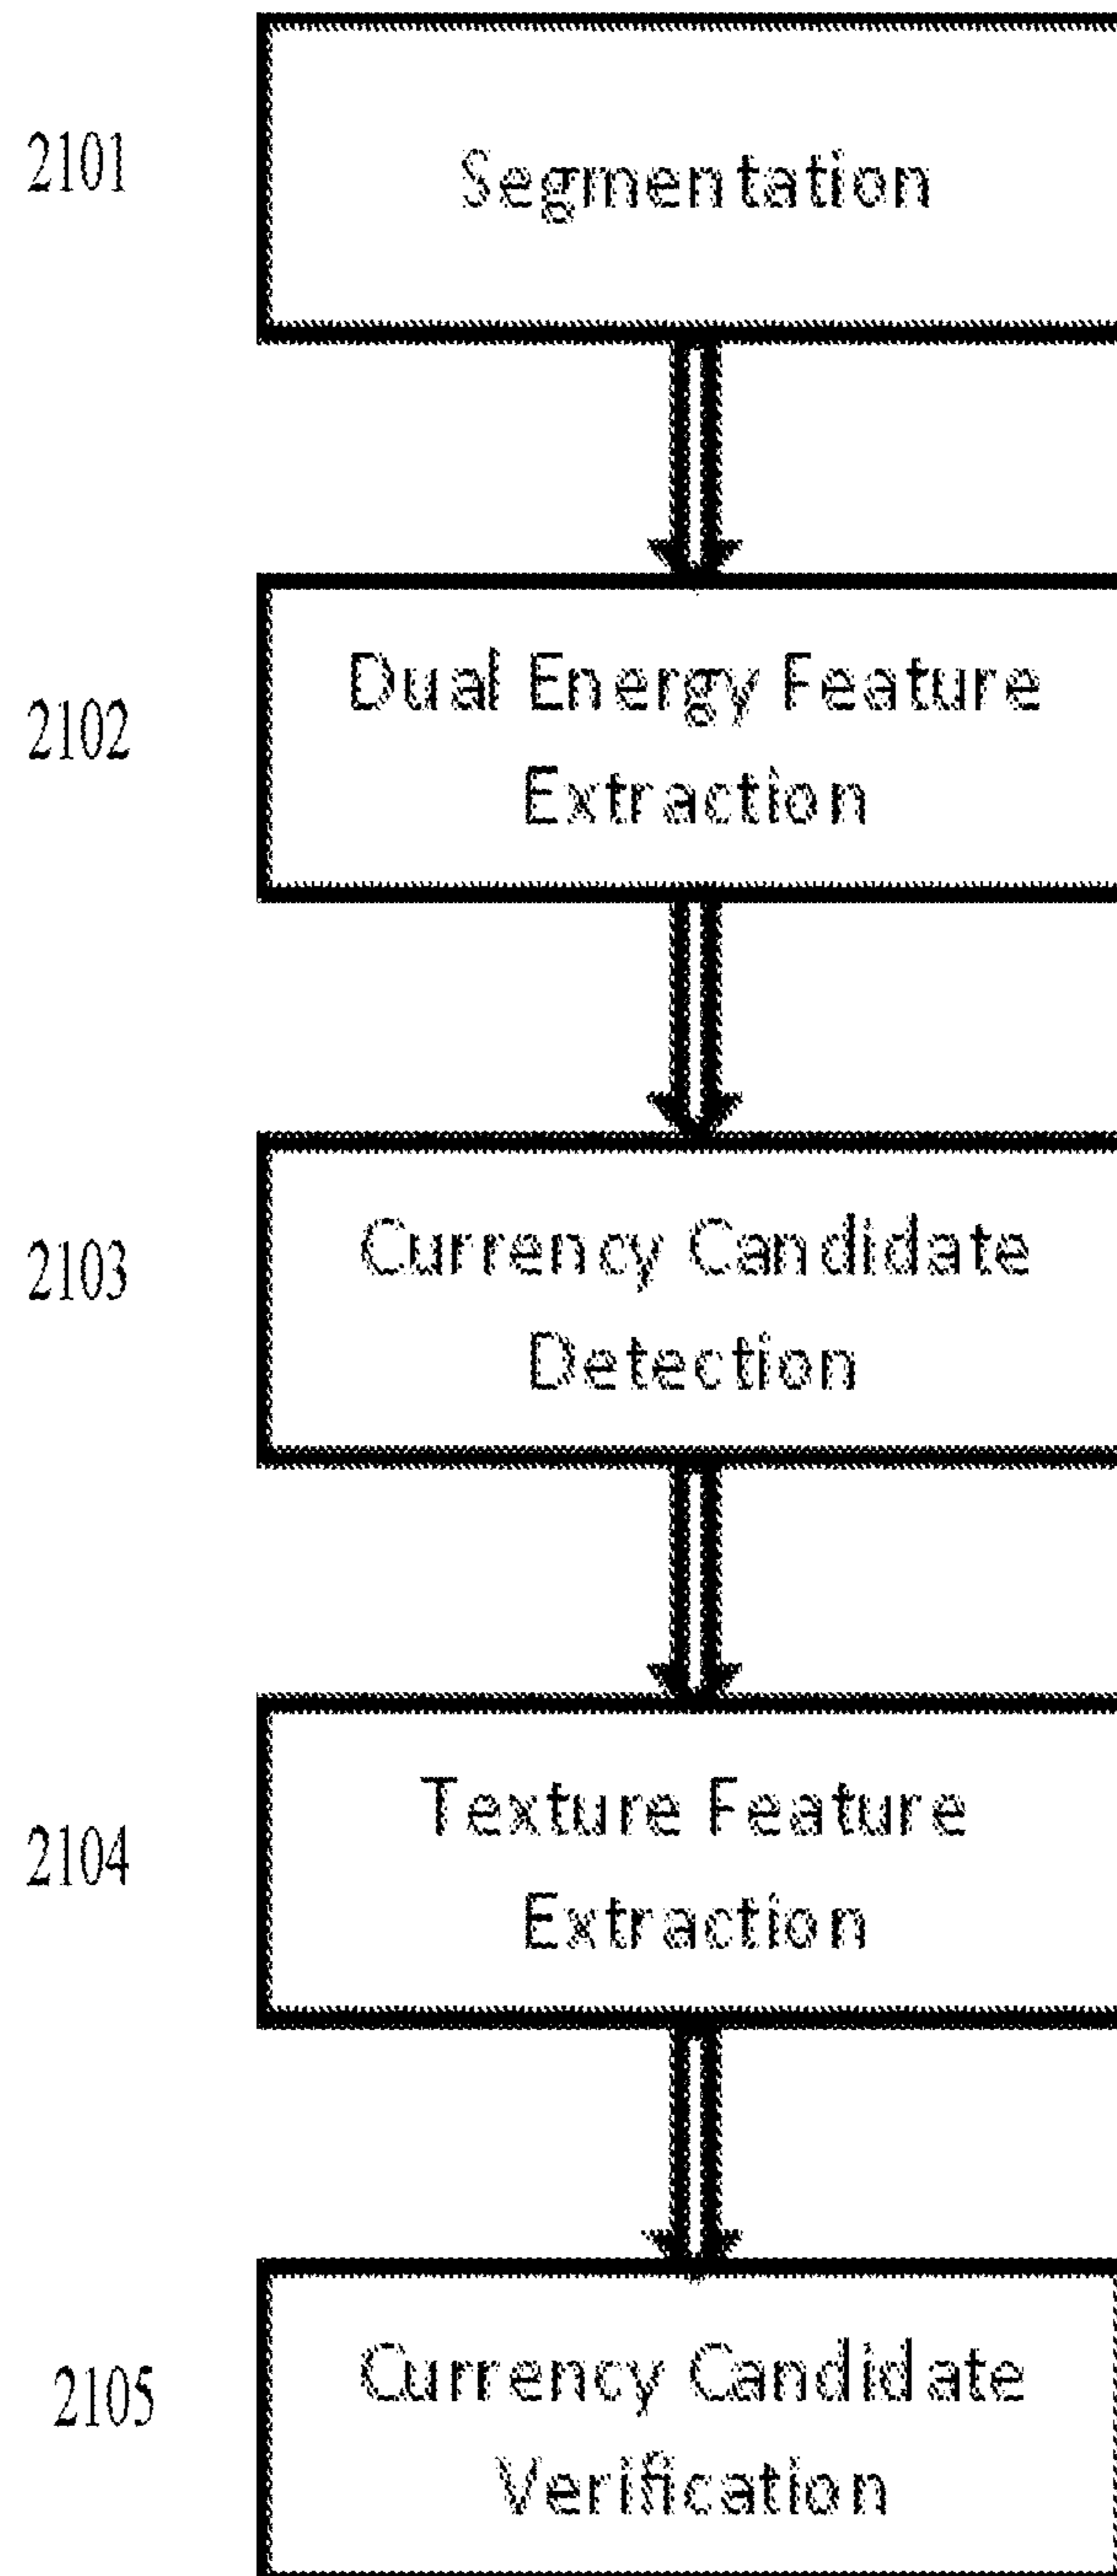 2101
Segmentation
2102
Dual Energy Feature
Extraction
2103
Currency Candidate
Detection
2104
Texture Feature
Extraction
2105
Currency Candidate
Verification